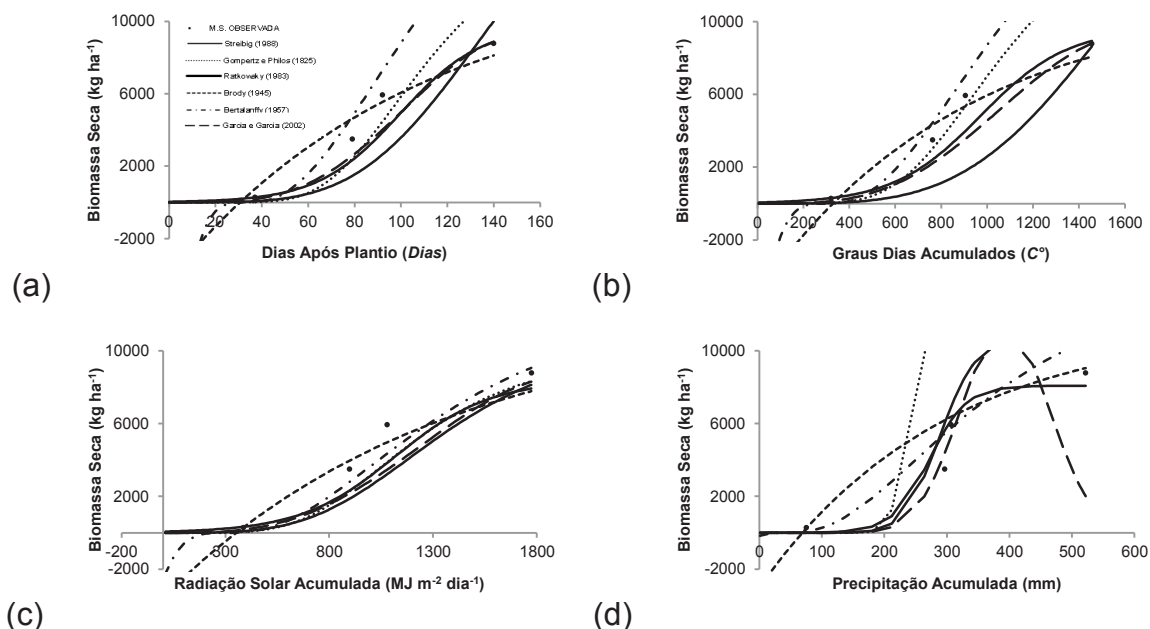 10000
6000
2000
-2000
Biomassa Seca (kg ha-1)
M.S. OBSERVADA
Streibig (1988)
Gompertz e Philos (1825)
Ratkovsky (1983)
Brody (1945)
Bertalanffy (1957)
Garcia e Garcia (2002)
0 20 40 60 80 100 120 140 160
Dias Após Plantio (Dias)
(a)
10000
6000
2000
-2000
Biomassa Seca (kg ha-1)
0 200 400 600 800 1000 1200 1400 1600
Graus Dias Acumulados (C°)
(b)
10000
6000
2000
-2000
Biomassa Seca (kg ha-1)
-200 300 800 1300 1800
Radiação Solar Acumulada (MJ m-2 dia-1)
(c)
10000
6000
2000
-2000
Biomassa Seca (kg ha-1)
0 100 200 300 400 500 600
Precipitação Acumulada (mm)
(d)